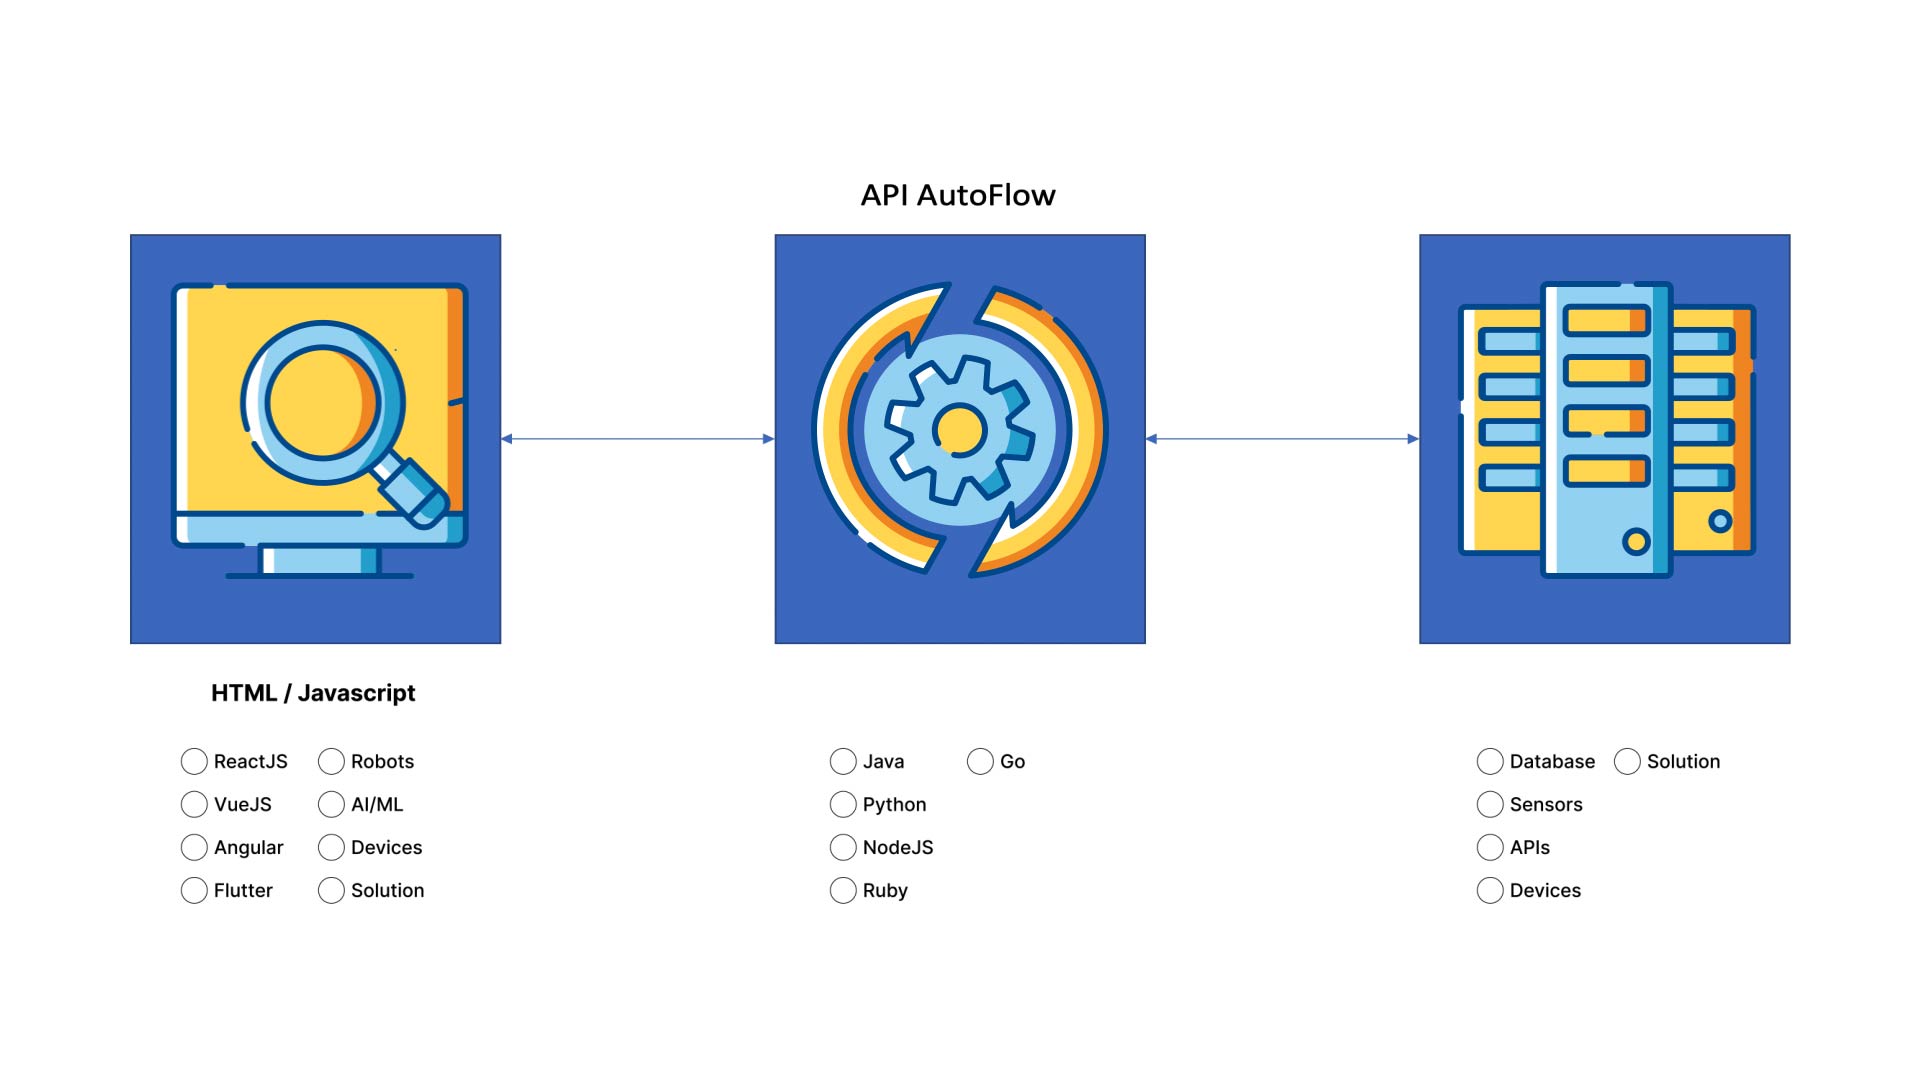 API AutoFlow
HTML / Javascript
ReactJS
Robots
VueJS
AI/ML
Angular
Devices
Flutter
Solution
Java
Go
Python
NodeJS
Ruby
Database
Solution
Sensors
APIs
Devices